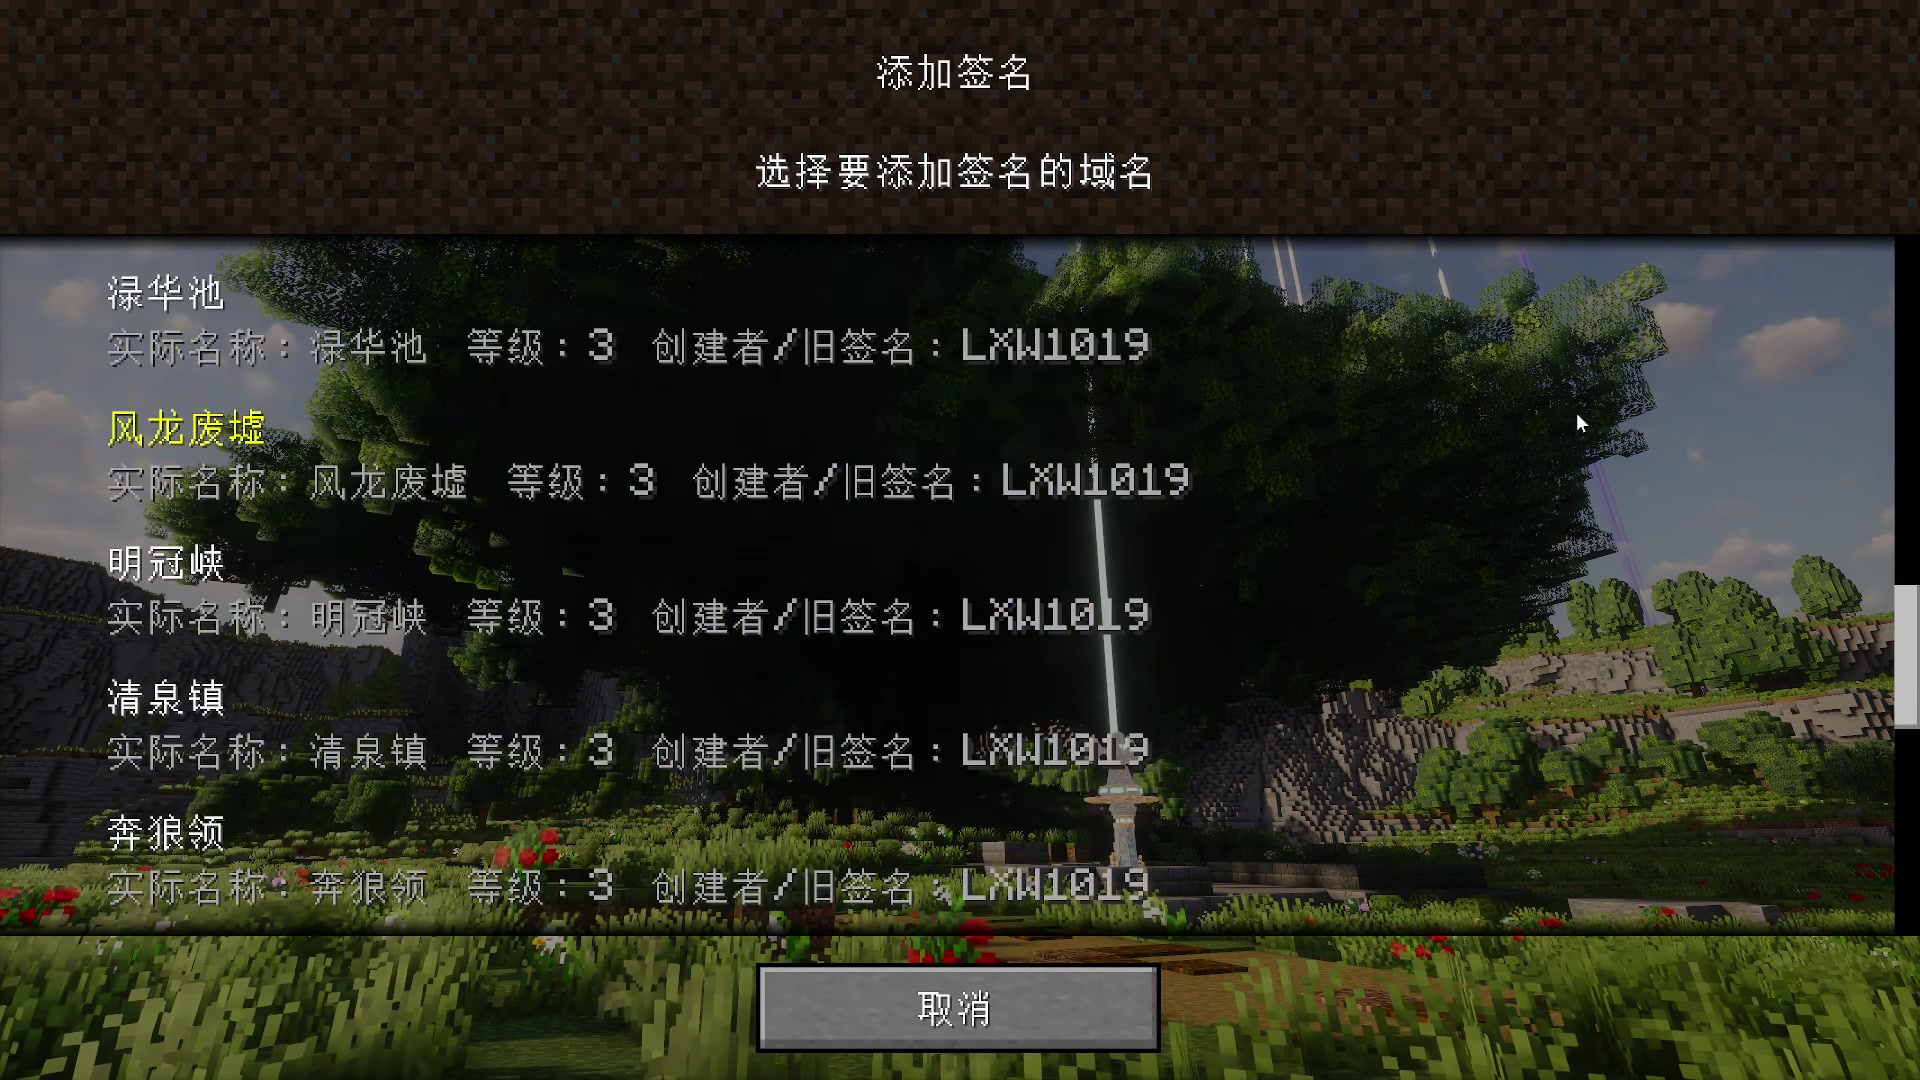 添加签名
选择要添加签名的域名
渌华池
实际名称：渌华池 等级：3 创建者/旧签名：LXW1019
风龙废墟
实际名称：风龙废墟 等级：3 创建者/旧签名：LXW1019
明冠峡
实际名称：明冠峡 等级：3 创建者/旧签名：LXW1019
清泉镇
实际名称：清泉镇 等级：3 创建者/旧签名：LXW1019
奔狼领
实际名称：奔狼领 等级：3 创建者/旧签名：LXW1019
取消